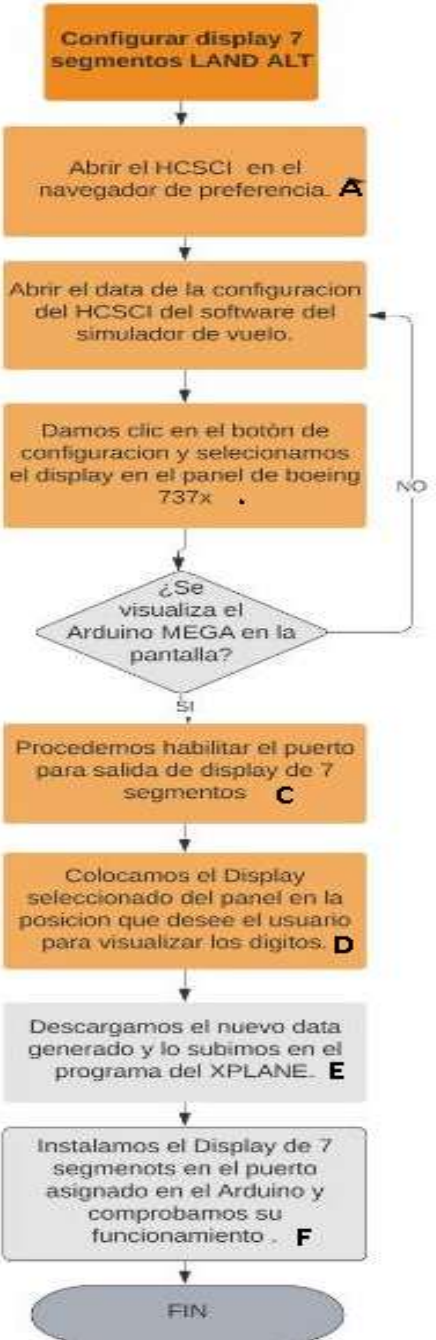 Configurar display 7
segmentos LAND ALT
Abrir el HCSCI en el
navegador de preferencia. A
Abrir el data de la configuracion
del HCSCI del software del
simulador de vuelo.
Damos clic en el botón de
configuracion y selecionamos
el display en el panel de boeing
737x .
NO
¿Se
visualiza el
Arduino MEGA en la
pantalla?
SI
Procedemos habilitar el puerto
para salida de display de 7
segmentos C
Colocamos el Display
seleccionado del panel en la
posicion que desee el usuario
para visualizar los digitos. D
Descargamos el nuevo data
generado y lo subimos en el
programa del XPLANE. E
Instalamos el Display de 7
segmenots en el puerto
asignado en el Arduino y
comprobamos su
funcionamiento . F
FIN